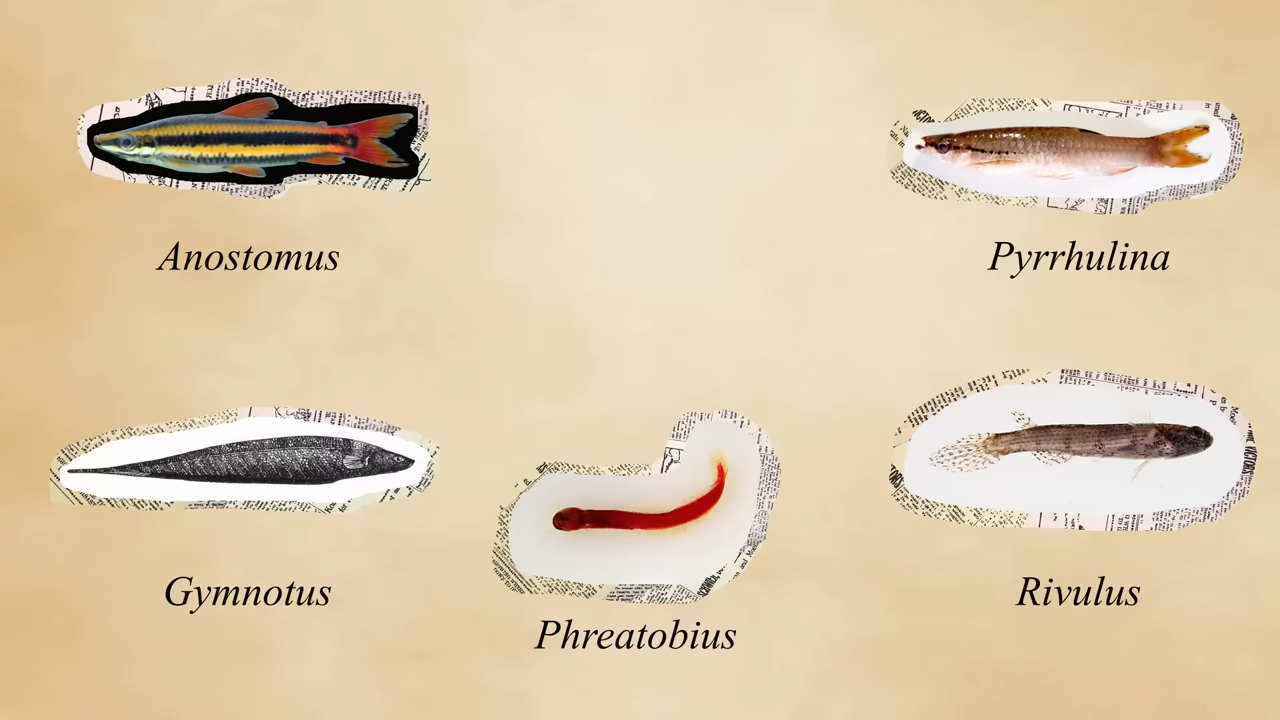 Anostomus
Pyrrhulina
Gymnotus
Phreatobius
Rivulus